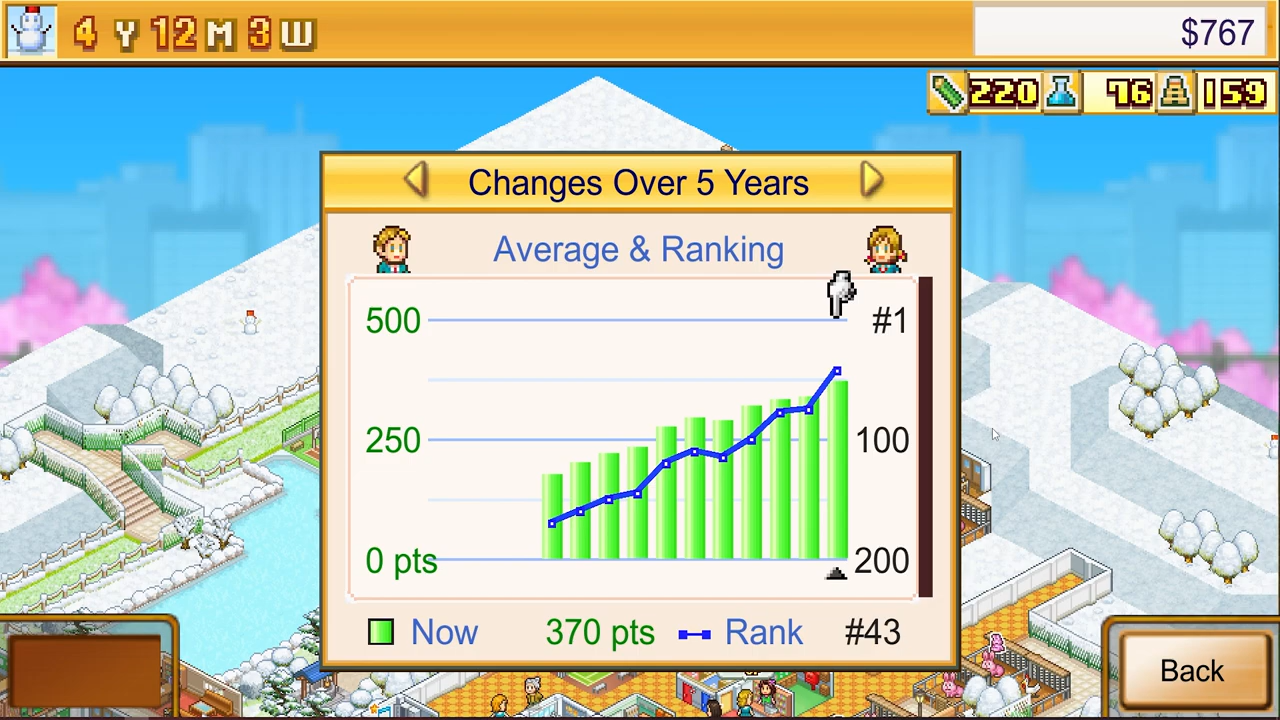 4 Y 12 M 3 W
$767
220 76 159
Changes Over 5 Years
Average & Ranking
500 #1
250 100
0 pts 200
Now 370 pts Rank #43
Back